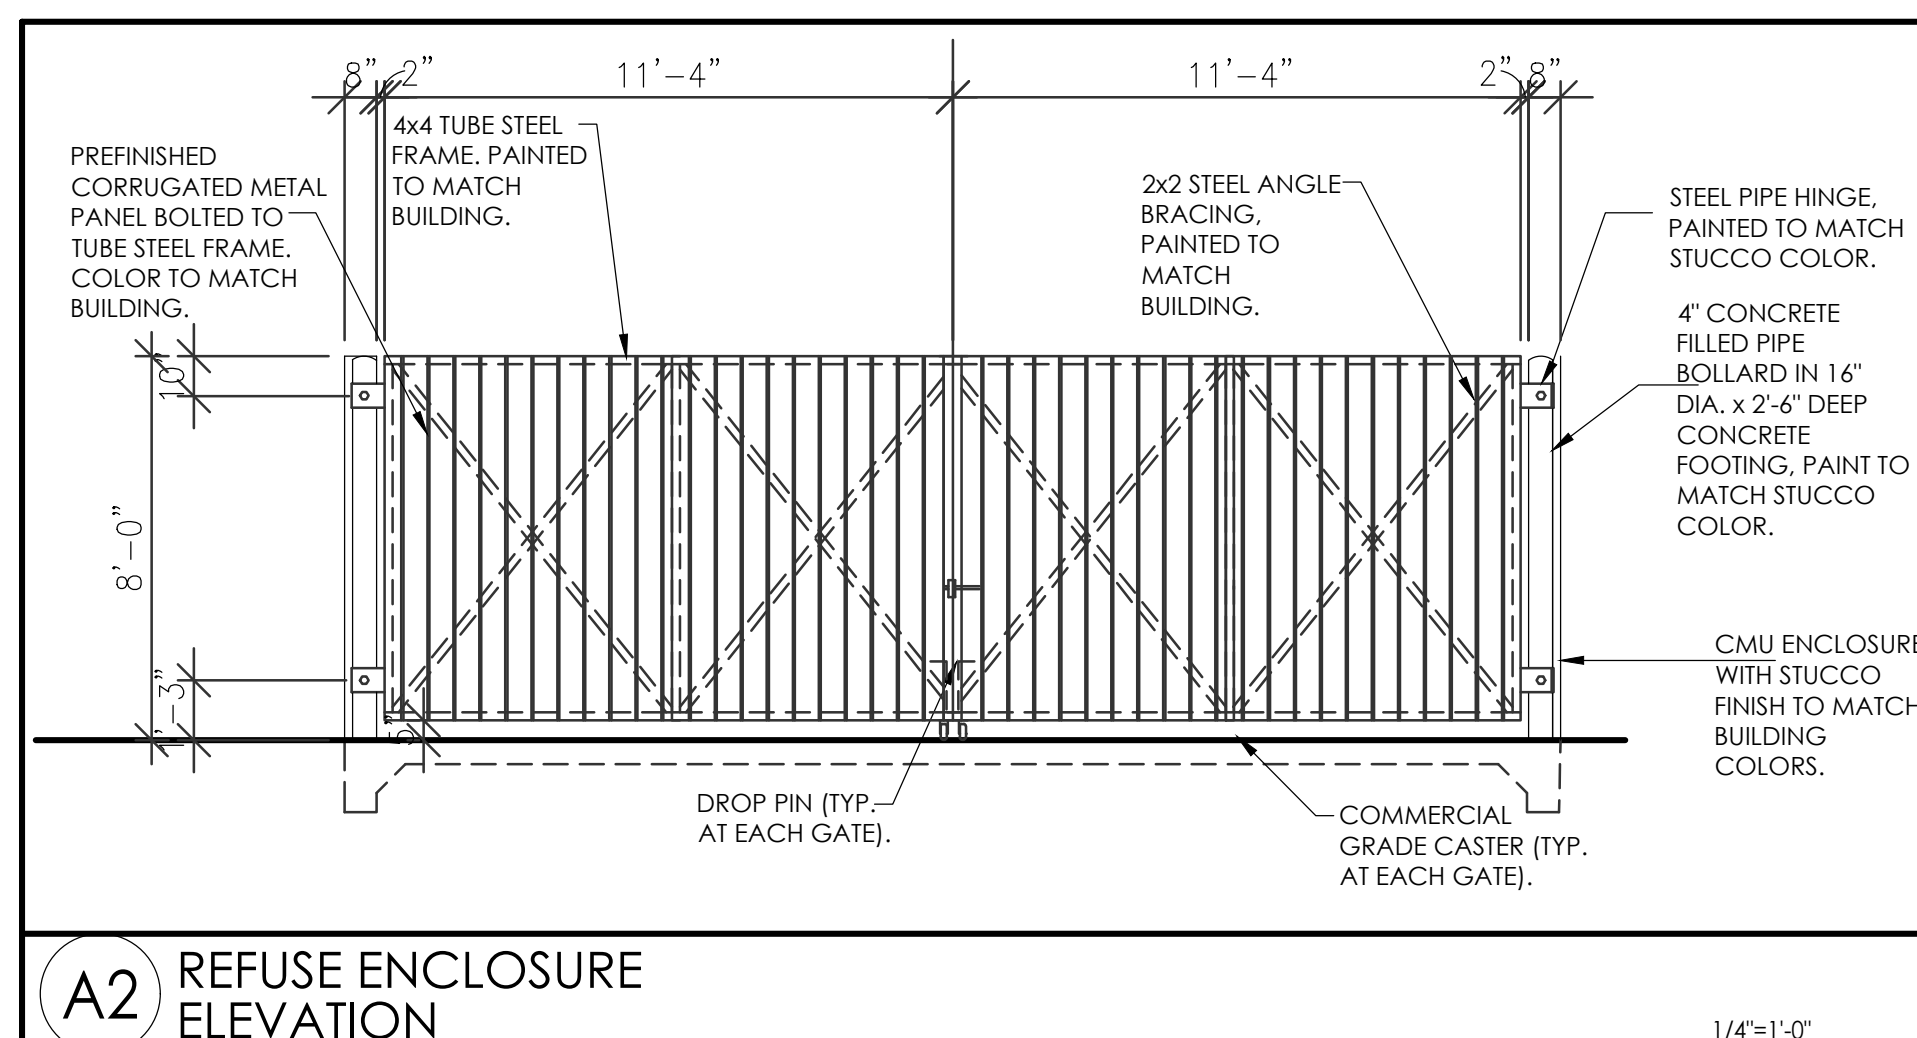 8" 2" 11'-4" 11'-4" 2" 8"
4x4 TUBE STEEL
FRAME. PAINTED
TO MATCH
BUILDING.
PREFINISHED
CORRUGATED METAL
PANEL BOLTED TO
TUBE STEEL FRAME.
COLOR TO MATCH
BUILDING.
2x2 STEEL ANGLE
BRACING,
PAINTED TO
MATCH
BUILDING.
STEEL PIPE HINGE,
PAINTED TO MATCH
STUCCO COLOR.
4" CONCRETE
FILLED PIPE
BOLLARD IN 16"
DIA. x 2'-6" DEEP
CONCRETE
FOOTING, PAINT TO
MATCH STUCCO
COLOR.
10"
8'-0"
1'-3"
5"
CMU ENCLOSURE
WITH STUCCO
FINISH TO MATCH
BUILDING
COLORS.
DROP PIN (TYP.
AT EACH GATE).
COMMERCIAL
GRADE CASTER (TYP.
AT EACH GATE).
A2
REFUSE ENCLOSURE
ELEVATION
1/4"=1'-0"